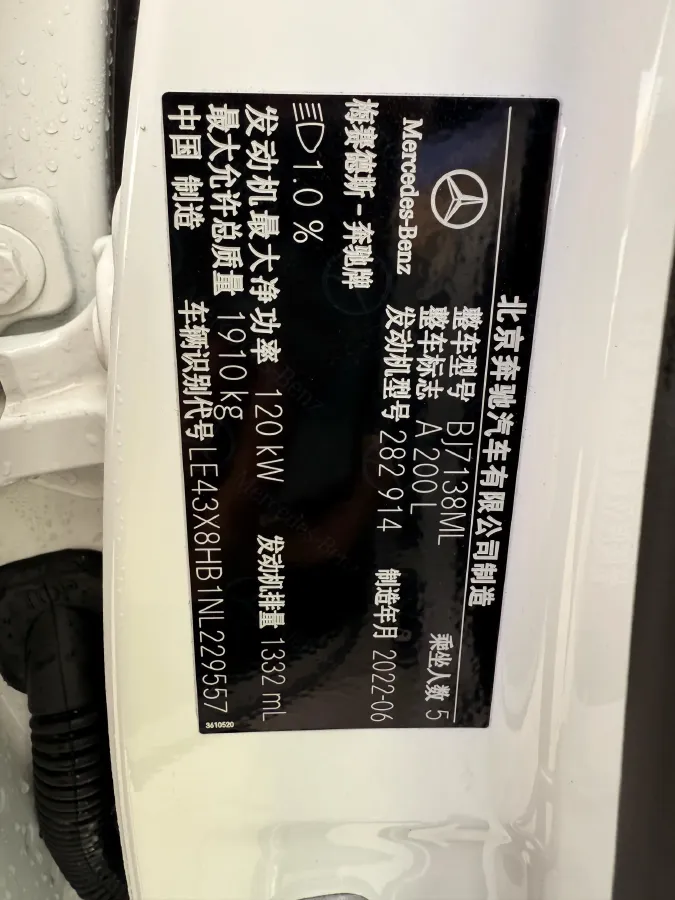 北京奔驰汽车有限公司制造
Mercedes-Benz
整车型号 BJ7138ML
整车标志 A 200 L
乘坐人数 5
梅赛德斯-奔驰牌
发动机型号 282 914
制造年月 2022-06
1.0 %
发动机最大净功率 120 kW
发动机排量 1332 mL
最大允许总质量 1910 kg
中国 制造
车辆识别代号 LE43X8HB1NL229557
3610520